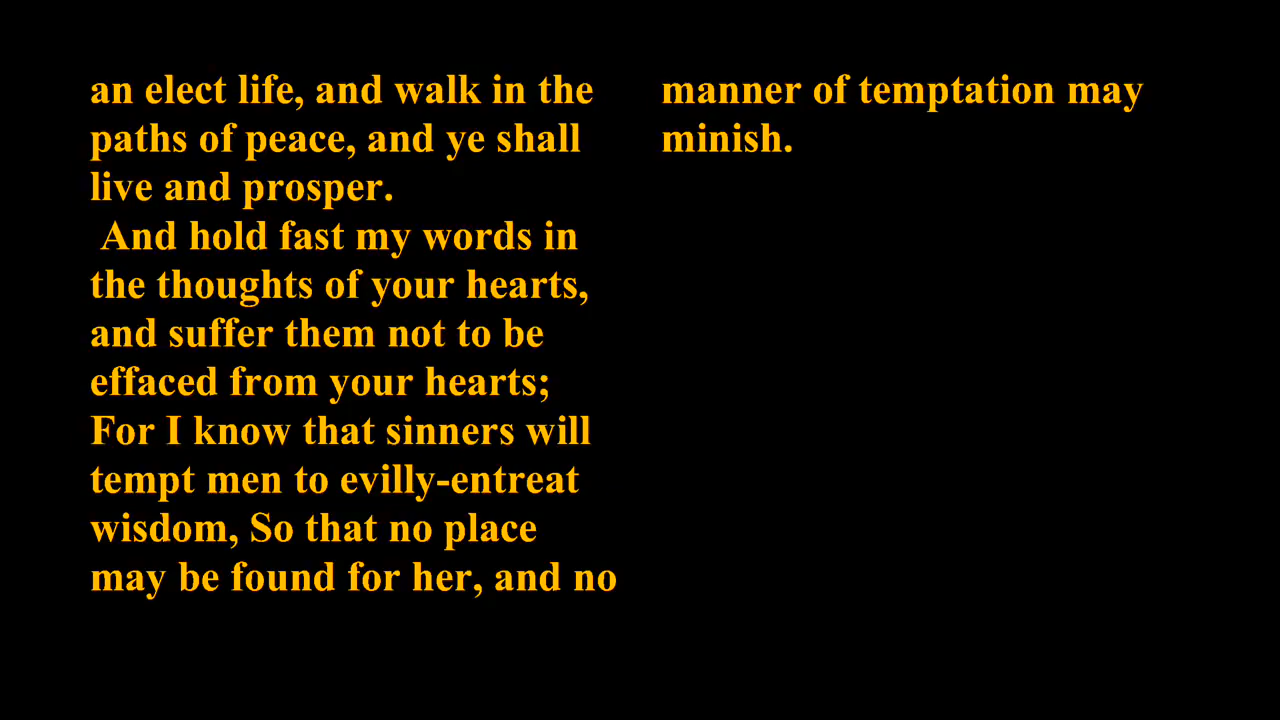 an elect life, and walk in the
paths of peace, and ye shall
live and prosper.
And hold fast my words in
the thoughts of your hearts,
and suffer them not to be
effaced from your hearts;
For I know that sinners will
tempt men to evilly-entreat
wisdom, So that no place
may be found for her, and no
manner of temptation may
minish.